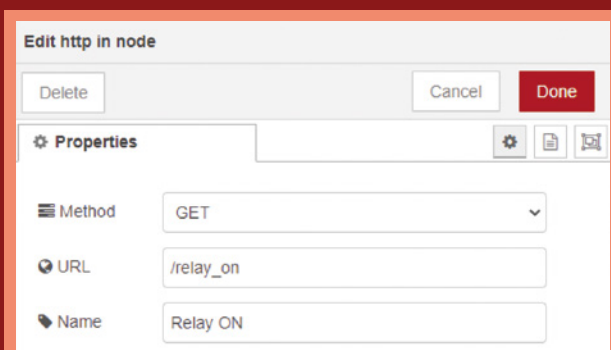 Edit http in node
Delete Cancel Done
Properties
Method GET
URL /relay_on
Name Relay ON